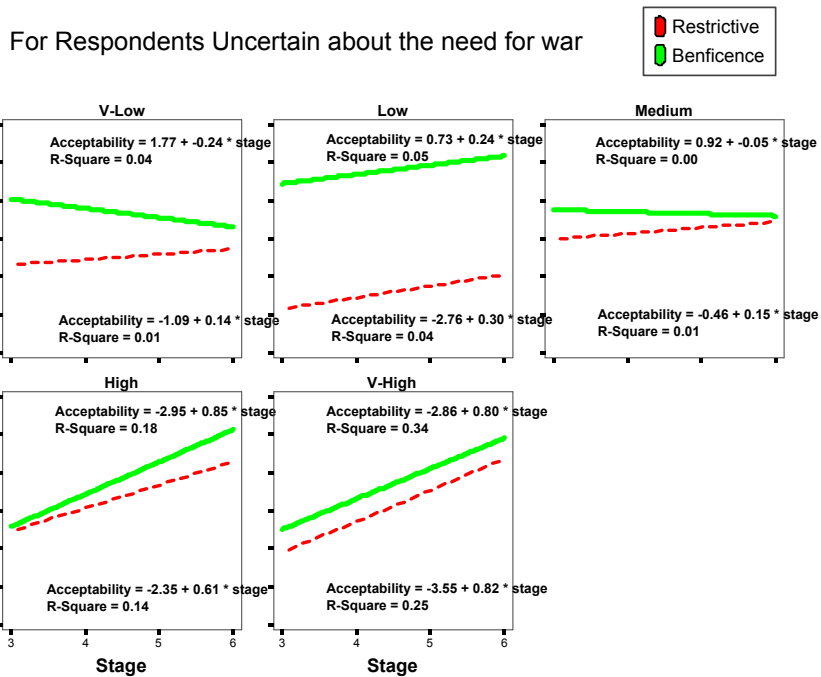 For Respondents Uncertain about the need for war
Restrictive
Benficence
V-Low
Acceptability = 1.77 + -0.24 * stage
R-Square = 0.04
Acceptability = -1.09 + 0.14 * stage
R-Square = 0.01
Low
Acceptability = 0.73 + 0.24 * stage
R-Square = 0.05
Acceptability = -2.76 + 0.30 * stage
R-Square = 0.04
Medium
Acceptability = 0.92 + -0.05 * stage
R-Square = 0.00
Acceptability = -0.46 + 0.15 * stage
R-Square = 0.01
High
Acceptability = -2.95 + 0.85 * stage
R-Square = 0.18
Acceptability = -2.35 + 0.61 * stage
R-Square = 0.14
3 4 5 6
Stage
V-High
Acceptability = -2.86 + 0.80 * stage
R-Square = 0.34
Acceptability = -3.55 + 0.82 * stage
R-Square = 0.25
3 4 5 6
Stage